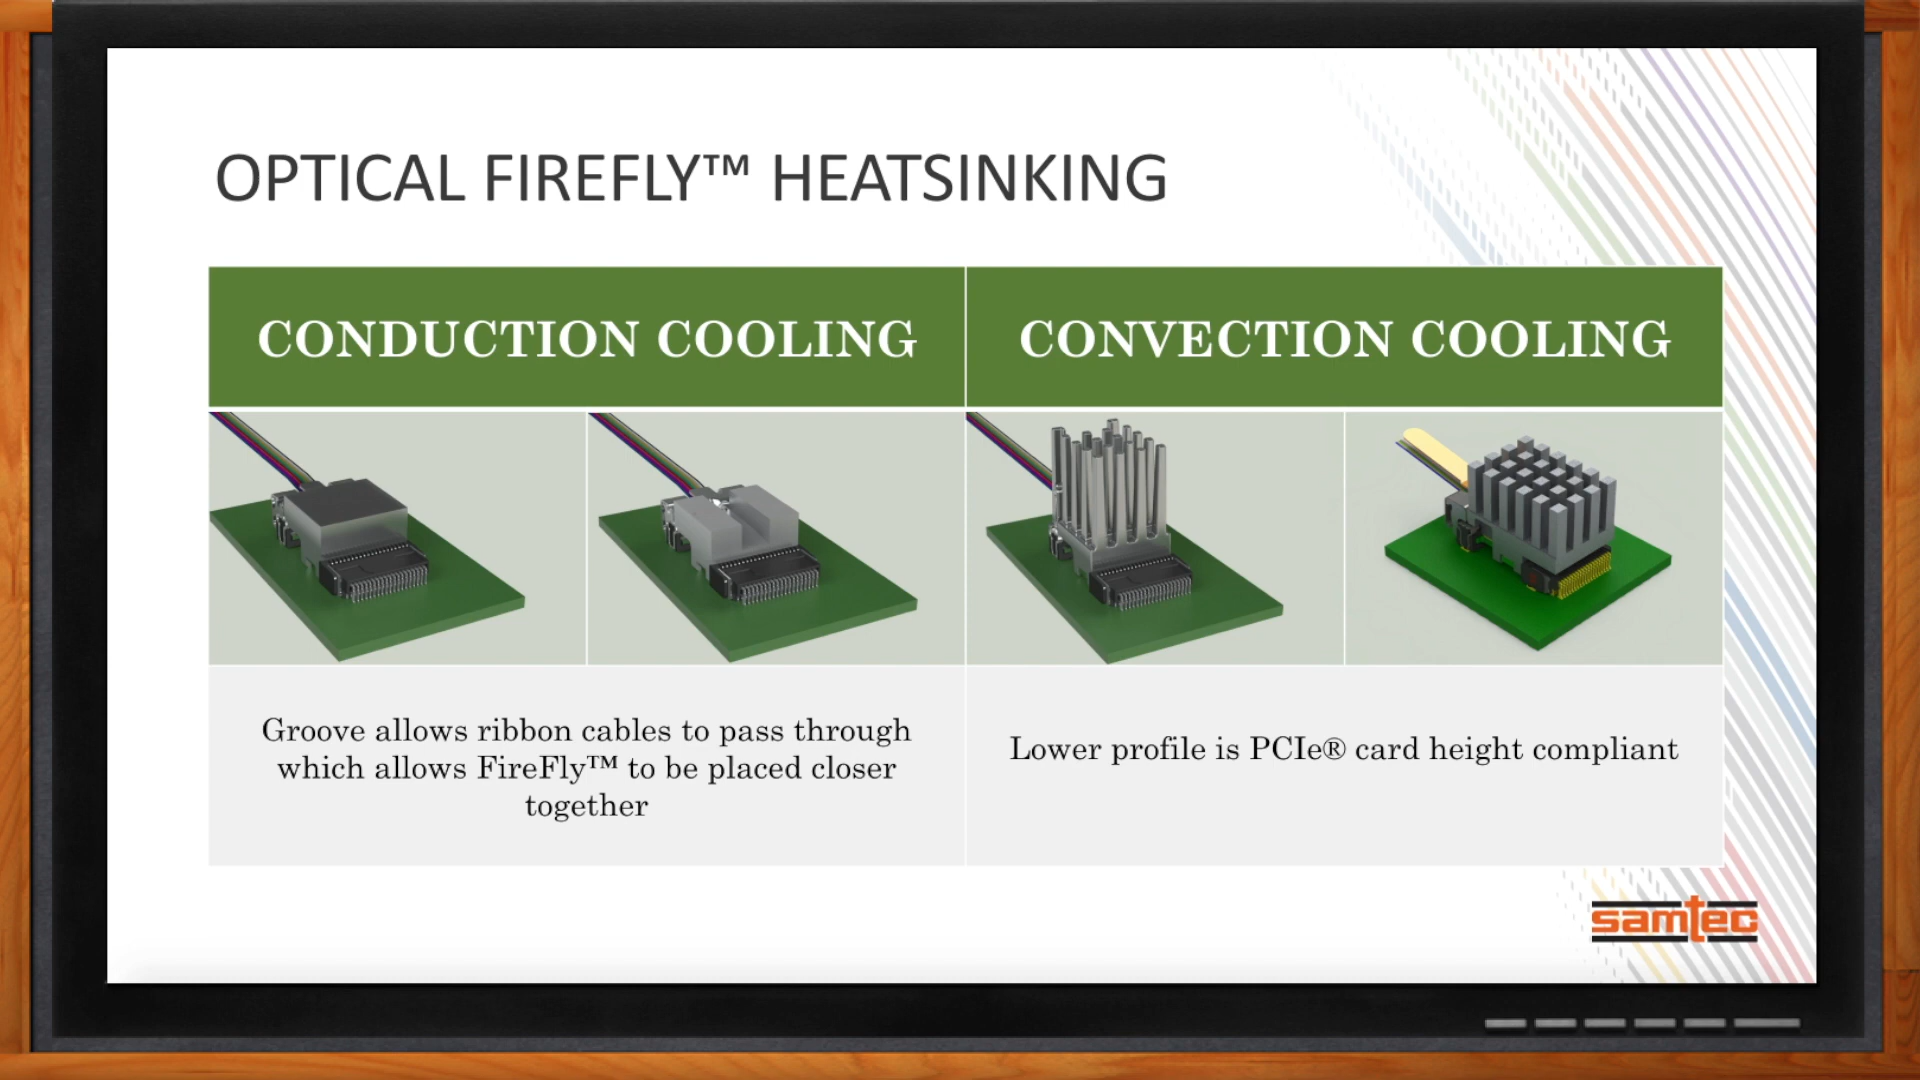 OPTICAL FIREFLY™ HEATSINKING
CONDUCTION COOLING
CONVECTION COOLING
Groove allows ribbon cables to pass through
which allows FireFly™ to be placed closer
together
Lower profile is PCIe® card height compliant
samtec